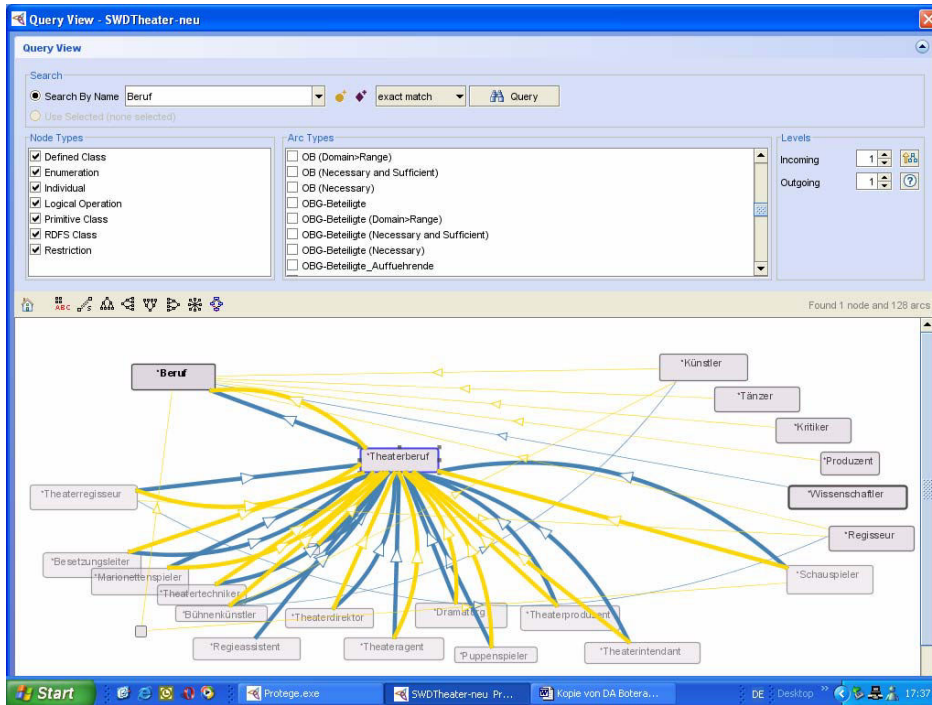 Query View - SWDTheater-neu
Query View
Search
Search By Name Beruf exact match Query
Use Selected (none selected)
Node Types
Defined Class
Enumeration
Individual
Logical Operation
Primitive Class
RDFS Class
Restriction
Arc Types
OB (Domain>Range)
OB (Necessary and Sufficient)
OB (Necessary)
OBG-Beteiligte
OBG-Beteiligte (Domain>Range)
OBG-Beteiligte (Necessary and Sufficient)
OBG-Beteiligte (Necessary)
OBG-Beteiligte_Auffuehrende
Levels
Incoming 1
Outgoing 1
ABC
Found 1 node and 128 arcs
*Beruf
*Künstler
*Tänzer
*Kritiker
*Theaterberuf
*Produzent
*Theaterregisseur
*Wissenschaftler
*Regisseur
*Besetzungsleiter
*Marionettenspieler
*Schauspieler
*Theatertechniker
*Bühnenkünstler
*Theaterdirektor
*Dramaturg
*Theaterproduzent
*Regieassistent
*Theateragent
*Puppenspieler
*Theaterintendant
Start
Protege.exe
SWDTheater-neu Pr...
Kopie von DA Botera...
DE
Desktop
17:37